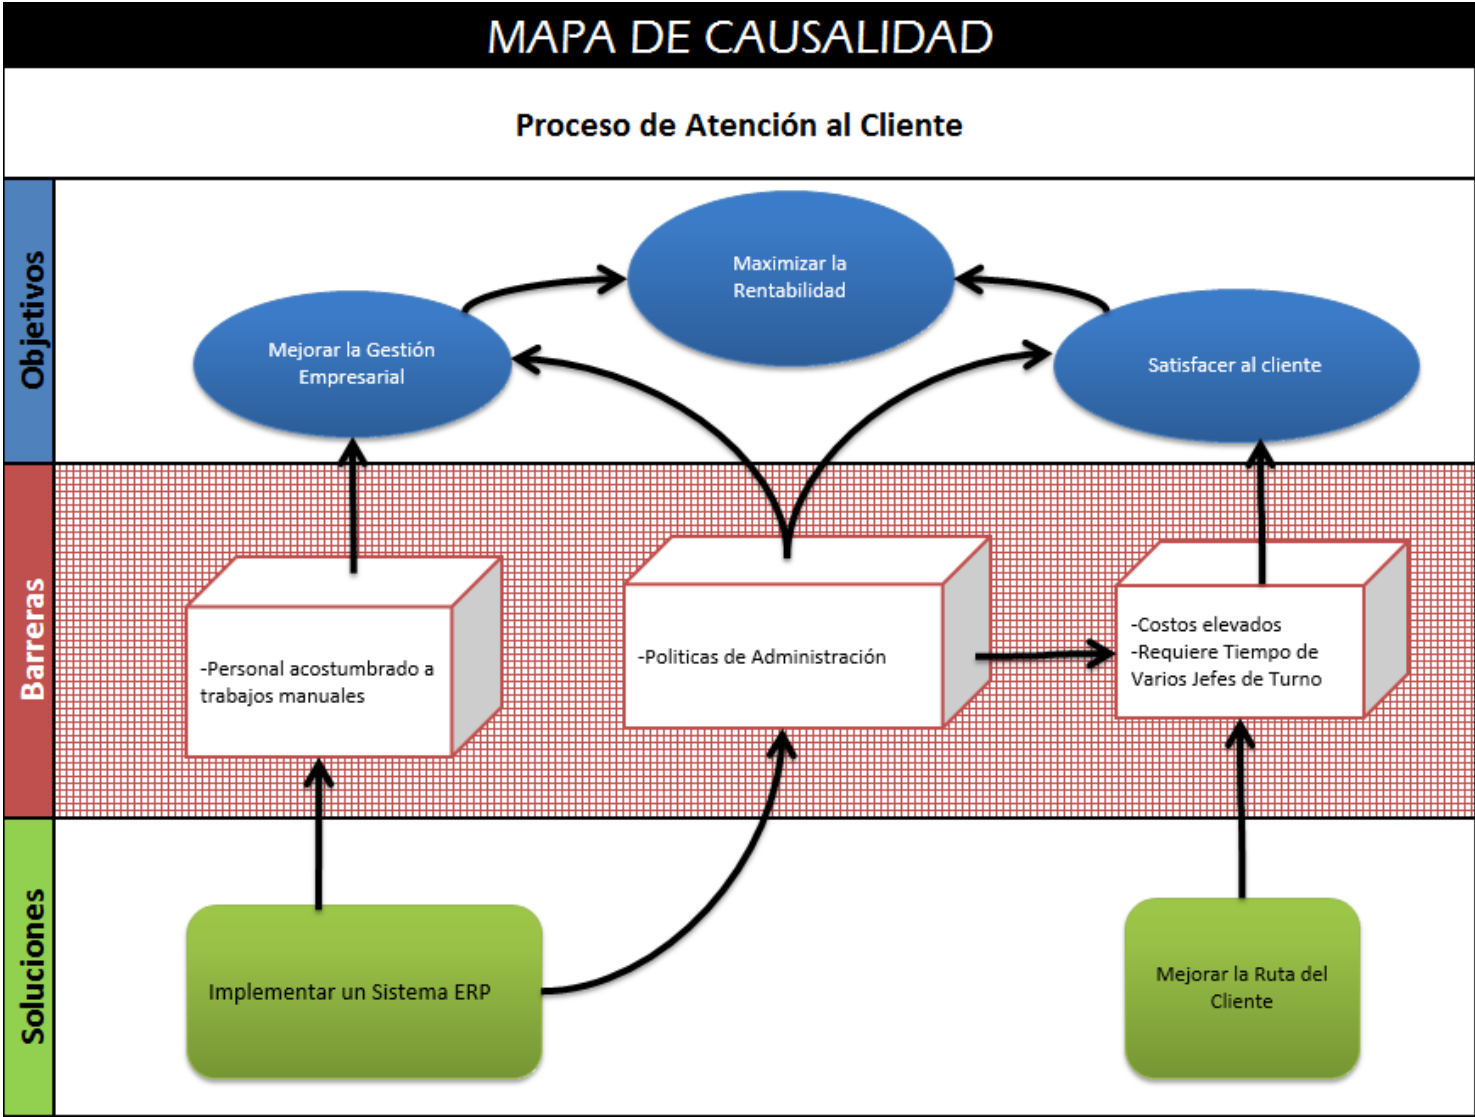 MAPA DE CAUSALIDAD
Proceso de Atención al Cliente
Objetivos
Maximizar la
Rentabilidad
Mejorar la Gestión
Empresarial
Satisfacer al cliente
Barreras
-Personal acostumbrado a
trabajos manuales
-Politicas de Administración
-Costos elevados
-Requiere Tiempo de
Varios Jefes de Turno
Soluciones
Implementar un Sistema ERP
Mejorar la Ruta del
Cliente